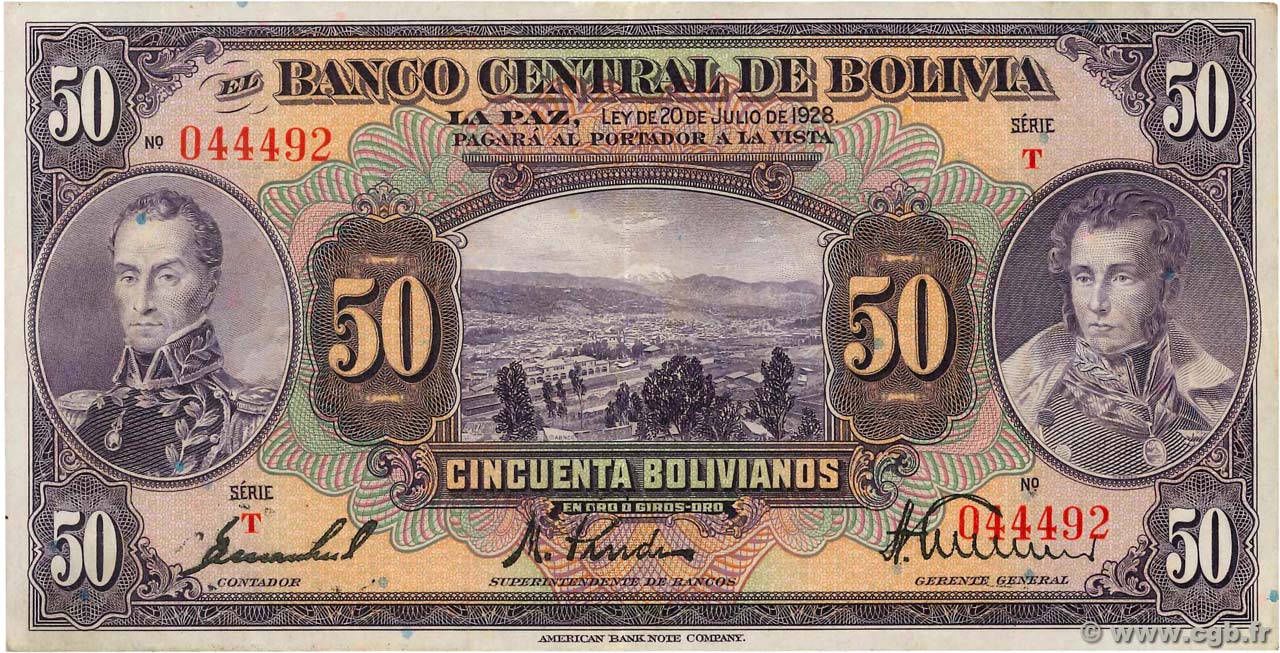 50
EL BANCO CENTRAL DE BOLIVIA
50
LA PAZ, LEY DE 20 DE JULIO DE 1928.
PAGARÁ AL PORTADOR A LA VISTA
Nº 044492
SÉRIE
T
50
50
CINCUENTA BOLIVIANOS
EN ORO Ó GIROS-ORO
SÉRIE
T
Nº
044492
50
50
CONTADOR
SUPERINTENDENTE DE BANCOS
GERENTE GENERAL
AMERICAN BANK NOTE COMPANY.
© www.cgb.fr